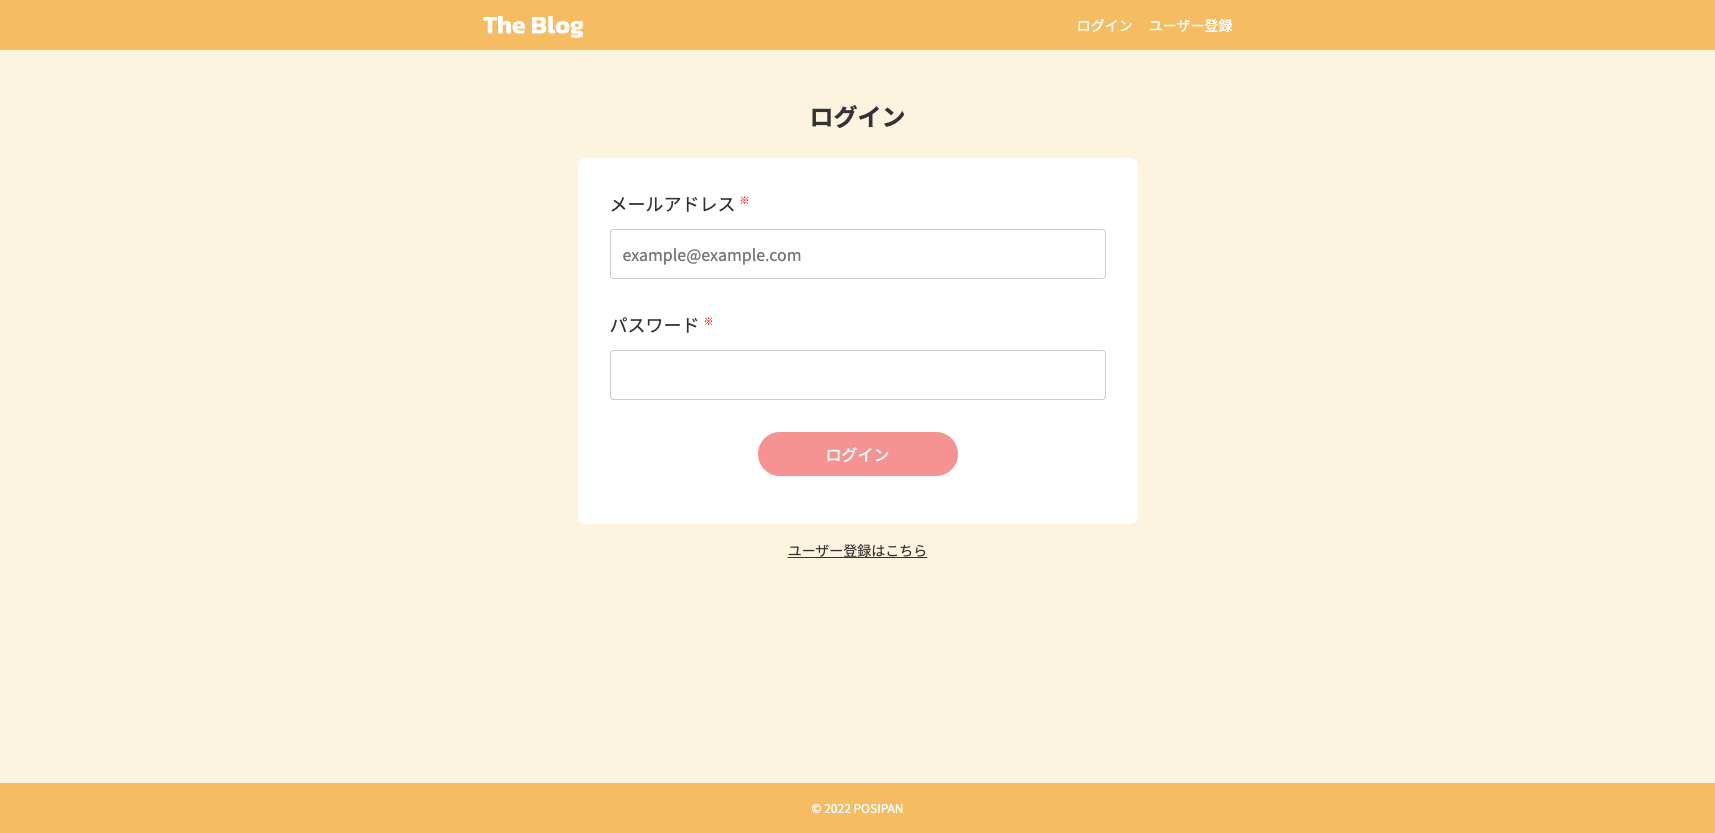 The Blog
ログイン ユーザー登録
ログイン
メールアドレス ※
example@example.com
パスワード ※
ログイン
ユーザー登録はこちら
© 2022 POSIPAN